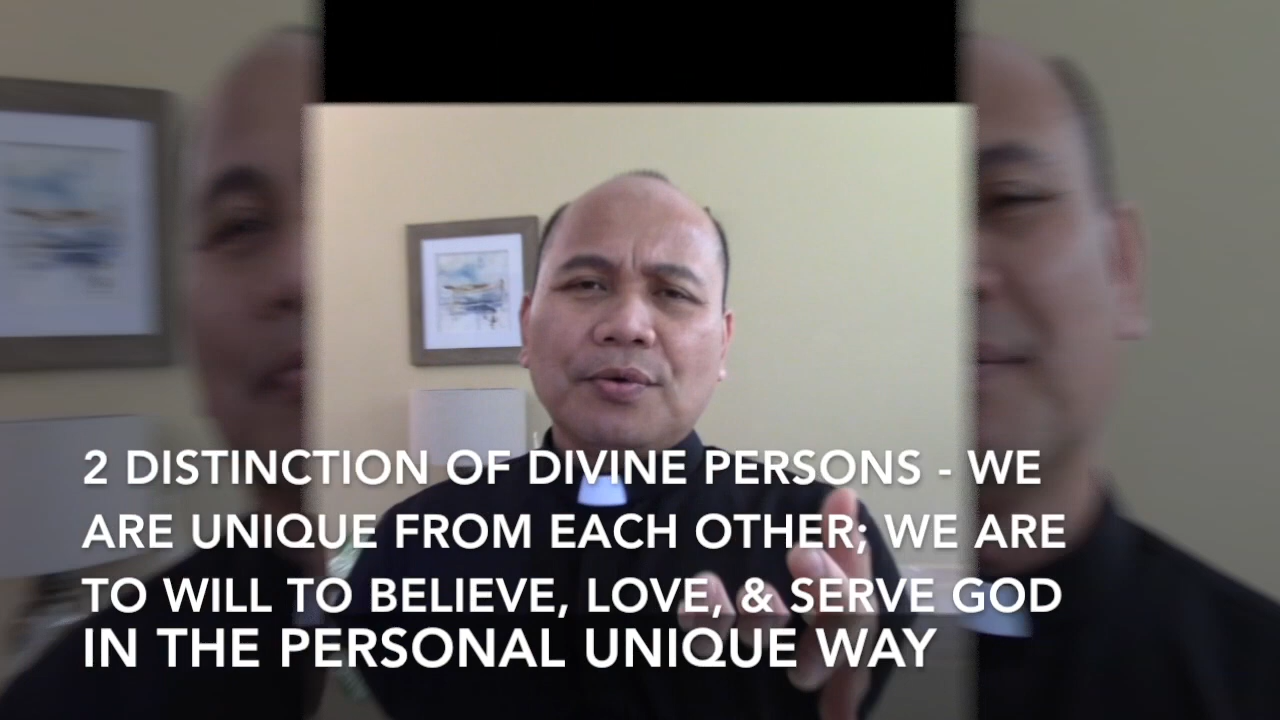 2 DISTINCTION OF DIVINE PERSONS - WE
ARE UNIQUE FROM EACH OTHER; WE ARE
TO WILL TO BELIEVE, LOVE, & SERVE GOD
IN THE PERSONAL UNIQUE WAY